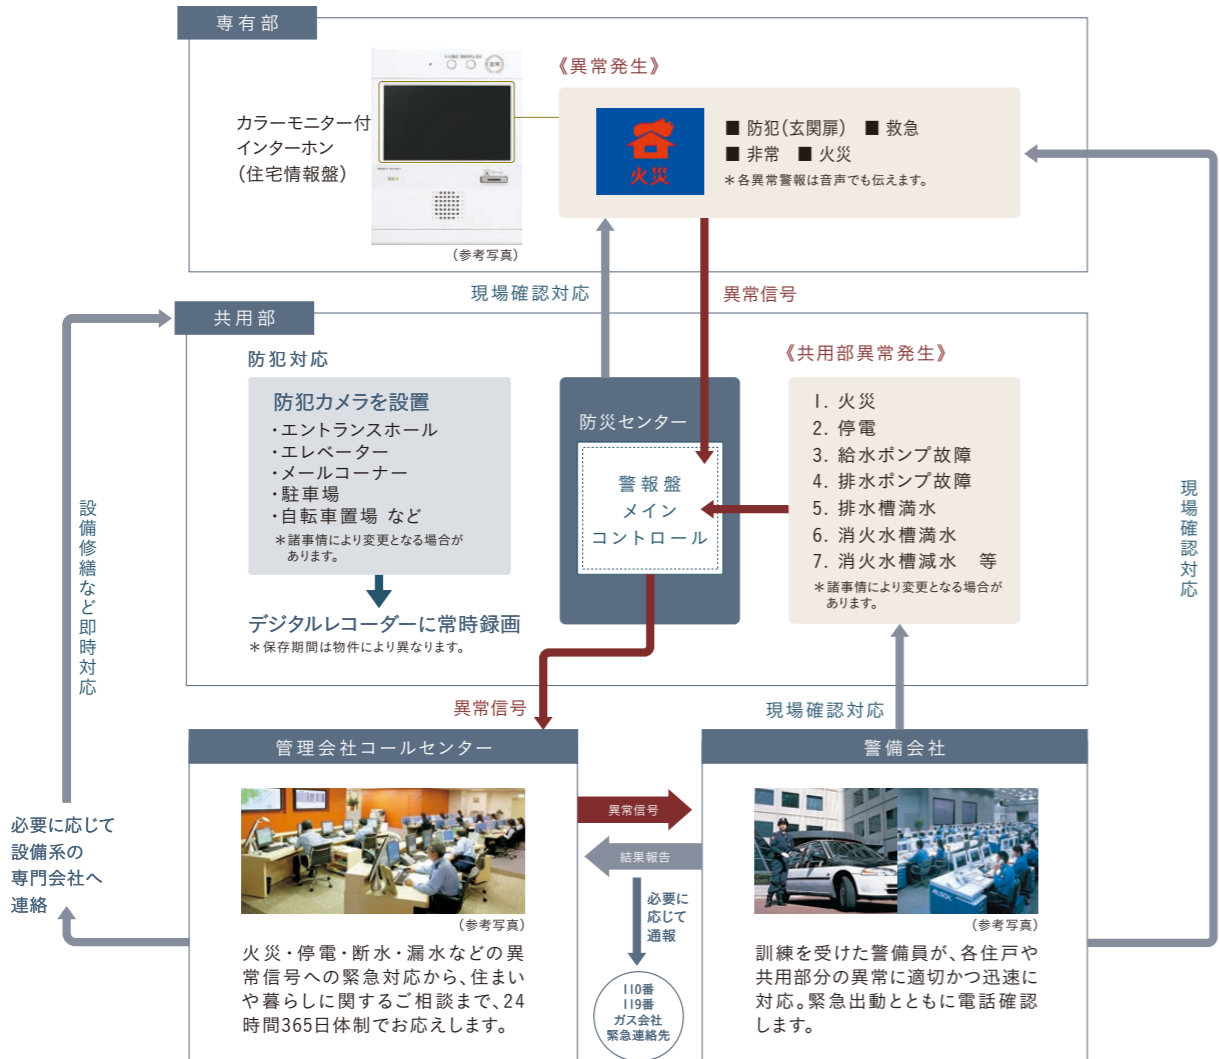 専有部
カラーモニター付
インターホン
(住宅情報盤)
(参考写真)
《異常発生》
火災
■ 防犯(玄関扉) ■ 救急
■ 非常 ■ 火災
＊各異常警報は音声でも伝えます。
現場確認対応
異常信号
共用部
防犯対応
防犯カメラを設置
・エントランスホール
・エレベーター
・メールコーナー
・駐車場
・自転車置場 など
＊諸事情により変更となる場合が
あります。
デジタルレコーダーに常時録画
＊保存期間は物件により異なります。
防災センター
警報盤
メイン
コントロール
《共用部異常発生》
1. 火災
2. 停電
3. 給水ポンプ故障
4. 排水ポンプ故障
5. 排水槽満水
6. 消火水槽満水
7. 消火水槽減水 等
＊諸事情により変更となる場合が
あります。
設備修繕など即時対応
現場確認対応
異常信号
現場確認対応
管理会社コールセンター
(参考写真)
火災・停電・断水・漏水などの異
常信号への緊急対応から、住まい
や暮らしに関するご相談まで、24
時間365日体制でお応えします。
必要に応じて
設備系の
専門会社へ
連絡
異常信号
結果報告
必要に
応じて
通報
110番
119番
ガス会社
緊急連絡先
警備会社
(参考写真)
訓練を受けた警備員が、各住戸や
共用部分の異常に適切かつ迅速に
対応。緊急出動とともに電話確認
します。